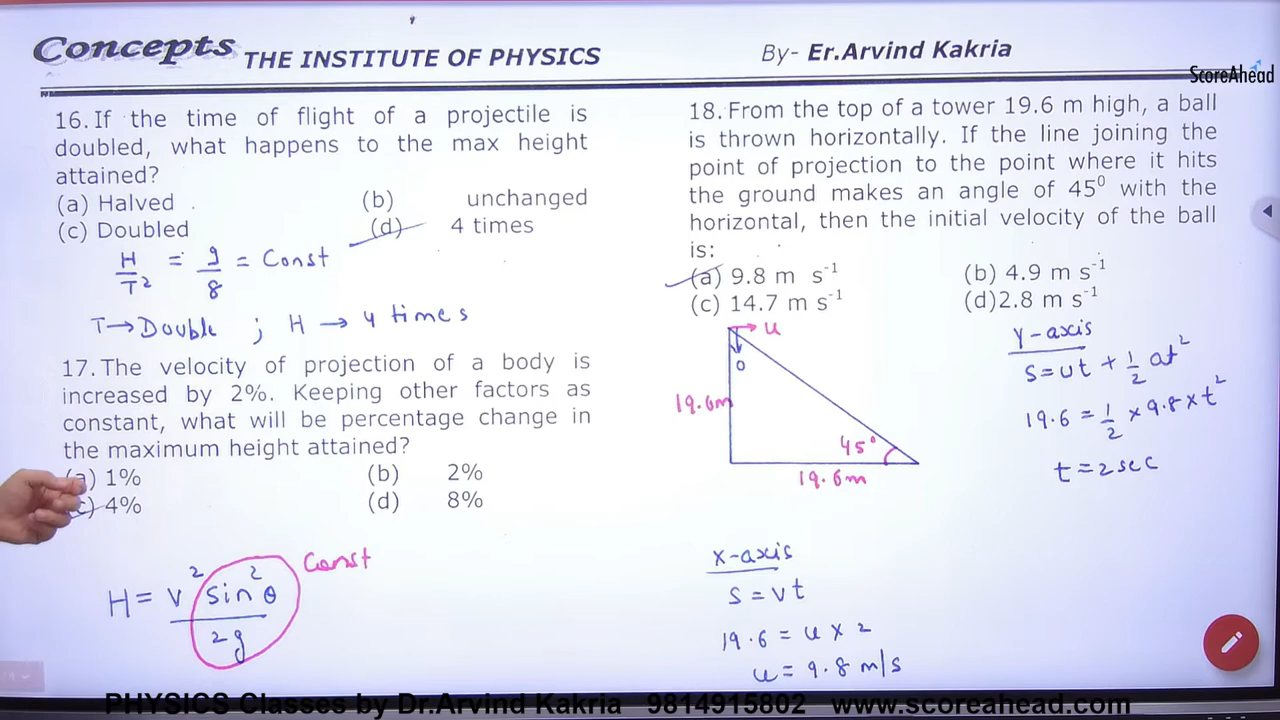 Concepts THE INSTITUTE OF PHYSICS
By- Er.Arvind Kakria
ScoreAhead
16. If the time of flight of a projectile is
doubled, what happens to the max height
attained?
(a) Halved (b) unchanged
(c) Doubled (d) 4 times
H/T² = g/8 = Const
T → Double ; H → 4 times
17. The velocity of projection of a body is
increased by 2%. Keeping other factors as
constant, what will be percentage change in
the maximum height attained?
(a) 1% (b) 2%
(c) 4% (d) 8%
Const
H = v² sin²θ / 2g
18. From the top of a tower 19.6 m high, a ball
is thrown horizontally. If the line joining the
point of projection to the point where it hits
the ground makes an angle of 45⁰ with the
horizontal, then the initial velocity of the ball
is:
(a) 9.8 m s⁻¹ (b) 4.9 m s⁻¹
(c) 14.7 m s⁻¹ (d)2.8 m s⁻¹
u
0
19.6m
45°
19.6m
Y-axis
s = ut + 1/2 at²
19.6 = 1/2 × 9.8 × t²
t = 2 sec
X-axis
s = vt
19.6 = u × 2
u = 9.8 m/s
PHYSICS Classes by Dr.Arvind Kakria 9814915802 www.scoreahead.com